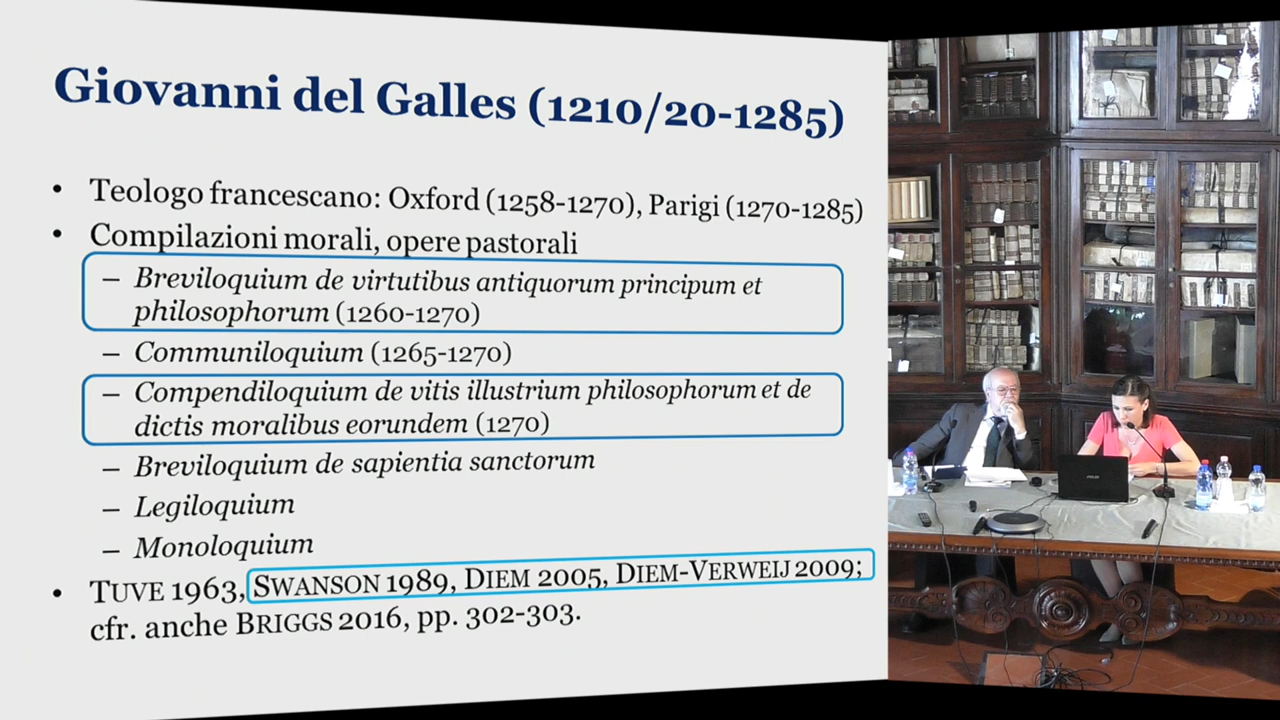 Giovanni del Galles (1210/20-1285)
• Teologo francescano: Oxford (1258-1270), Parigi (1270-1285)
• Compilazioni morali, opere pastorali
– Breviloquium de virtutibus antiquorum principum et
philosophorum (1260-1270)
– Communiloquium (1265-1270)
– Compendiloquium de vitis illustrium philosophorum et de
dictis moralibus eorundem (1270)
– Breviloquium de sapientia sanctorum
– Legiloquium
– Monoloquium
• TUVE 1963, SWANSON 1989, DIEM 2005, DIEM-VERWEIJ 2009;
cfr. anche BRIGGS 2016, pp. 302-303.